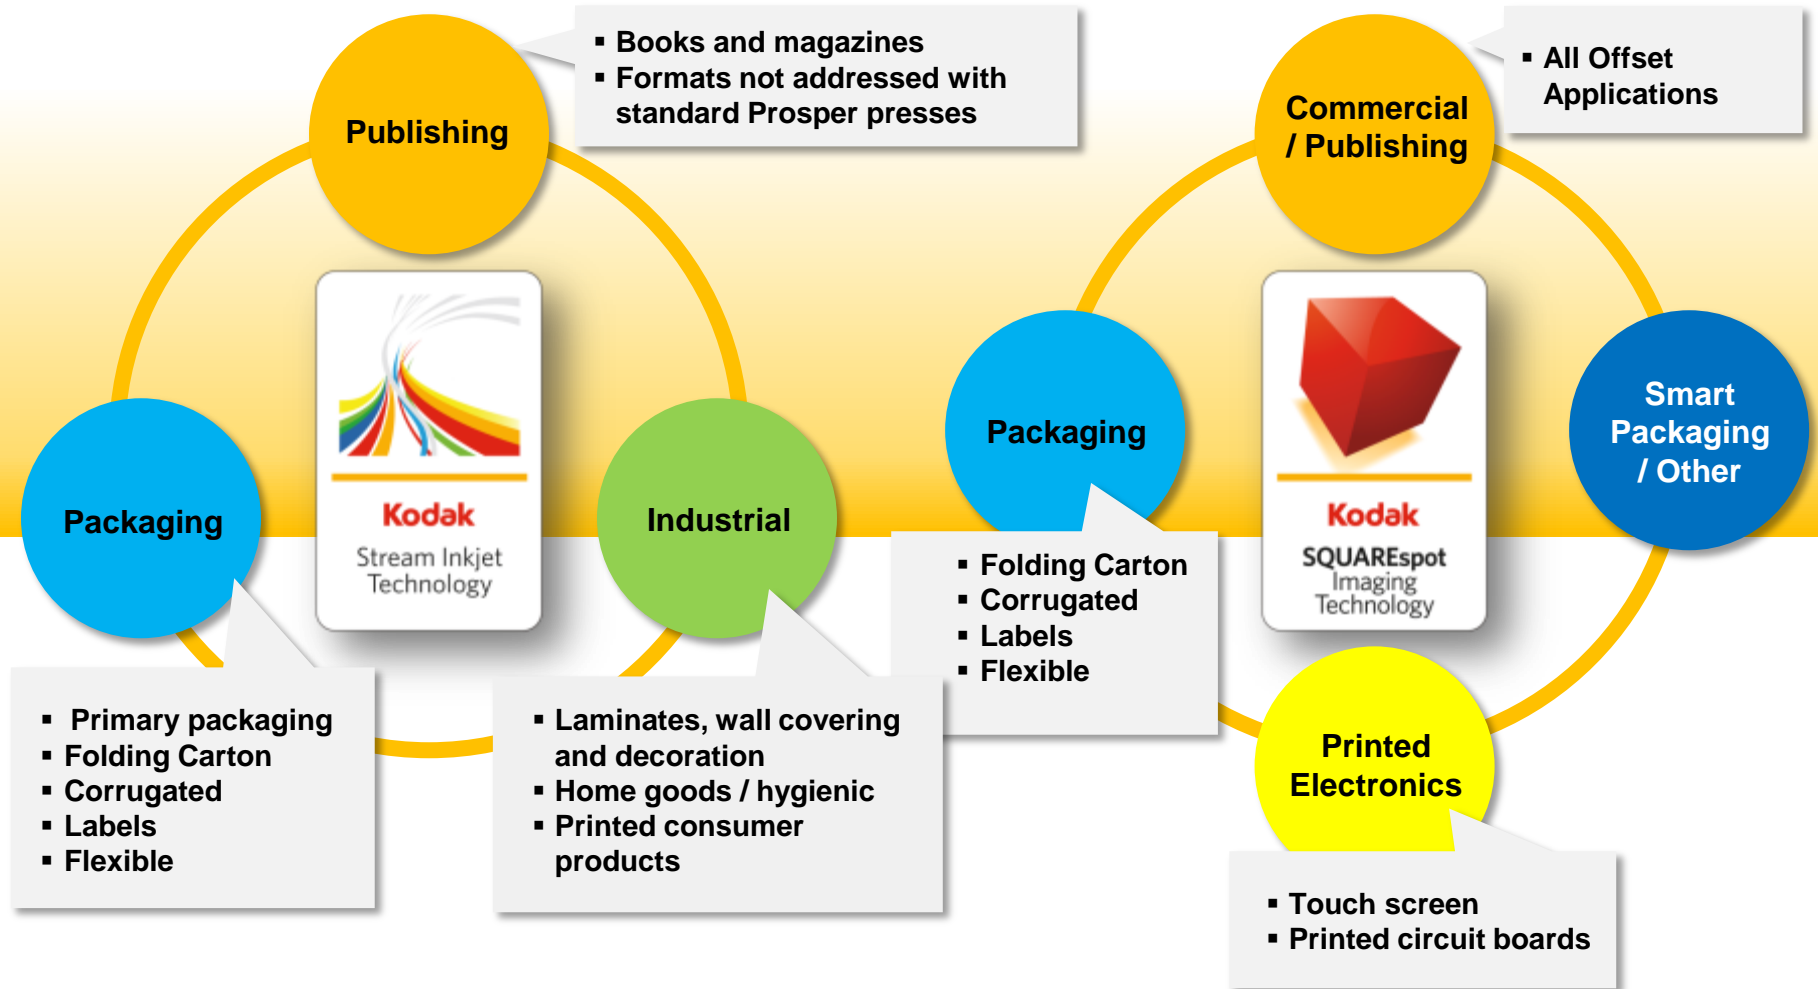 Publishing
▪ Books and magazines
▪ Formats not addressed with
standard Prosper presses
Packaging
▪ Primary packaging
▪ Folding Carton
▪ Corrugated
▪ Labels
▪ Flexible
Kodak
Stream Inkjet
Technology
Industrial
▪ Laminates, wall covering
and decoration
▪ Home goods / hygienic
▪ Printed consumer
products
Commercial
/ Publishing
▪ All Offset
Applications
Packaging
▪ Folding Carton
▪ Corrugated
▪ Labels
▪ Flexible
Kodak
SQUAREspot
Imaging
Technology
Smart
Packaging
/ Other
Printed
Electronics
▪ Touch screen
▪ Printed circuit boards